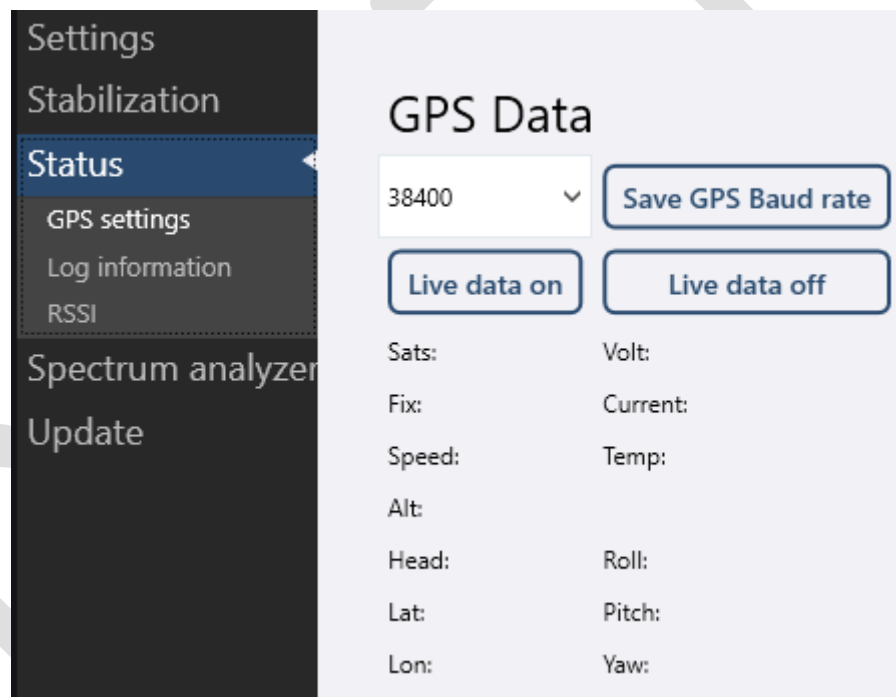 Settings
Stabilization
Status
GPS settings
Log information
RSSI
Spectrum analyzer
Update
GPS Data
38400
Save GPS Baud rate
Live data on
Live data off
Sats:
Volt:
Fix:
Current:
Speed:
Temp:
Alt:
Head:
Roll:
Lat:
Pitch:
Lon:
Yaw: